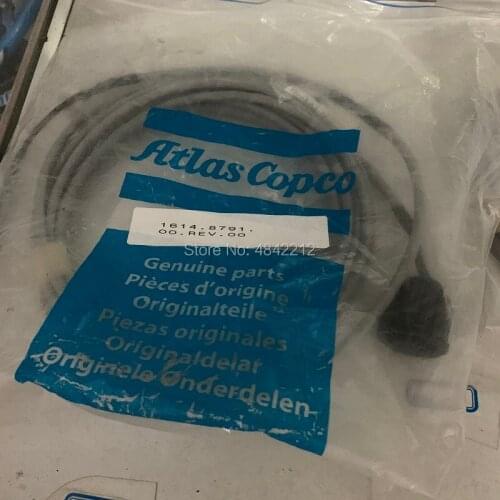 Atlas Copco
1614.8791.
00.REV.00
Shop No.: 4842212
Genuine parts
Pièces d'origine
Originalteile
Piezas originales
Originaldelar
Originele Onderdelen